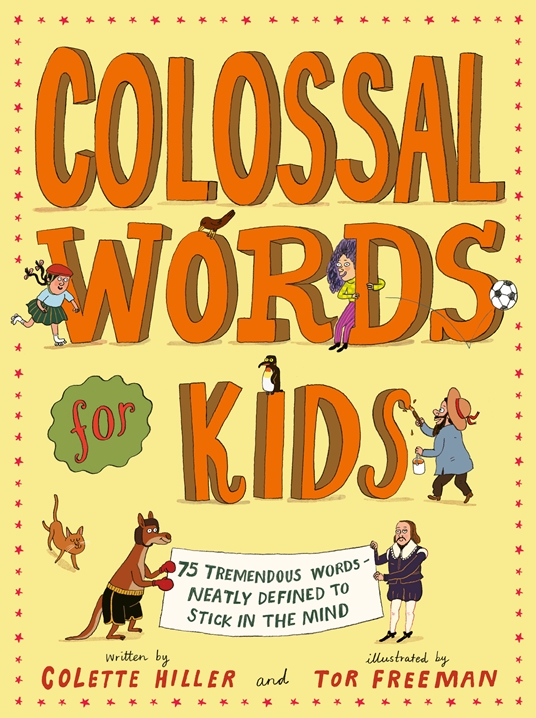 COLOSSAL
WORDS
for KIDS
75 TREMENDOUS WORDS -
NEATLY DEFINED TO
STICK IN THE MIND
written by
COLETTE HILLER and
illustrated by
TOR FREEMAN